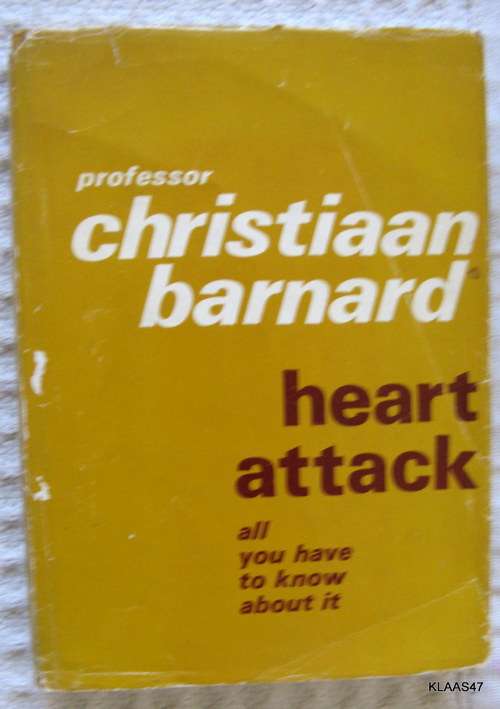 professor
christiaan
barnard
heart
attack
all
you have
to know
about it
KLAAS47